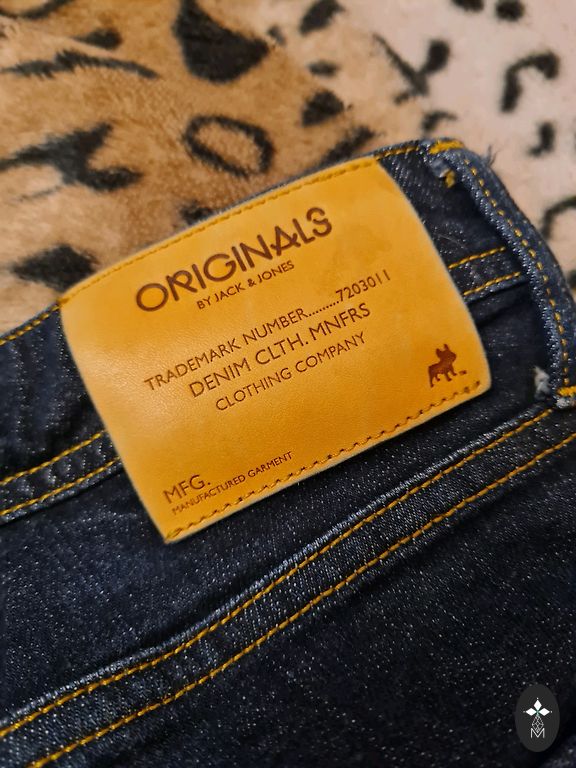 ORIGINALS
BY JACK & JONES
TRADEMARK NUMBER.........7203011
DENIM CLTH. MNFRS
CLOTHING COMPANY
MFG.
MANUFACTURED GARMENT